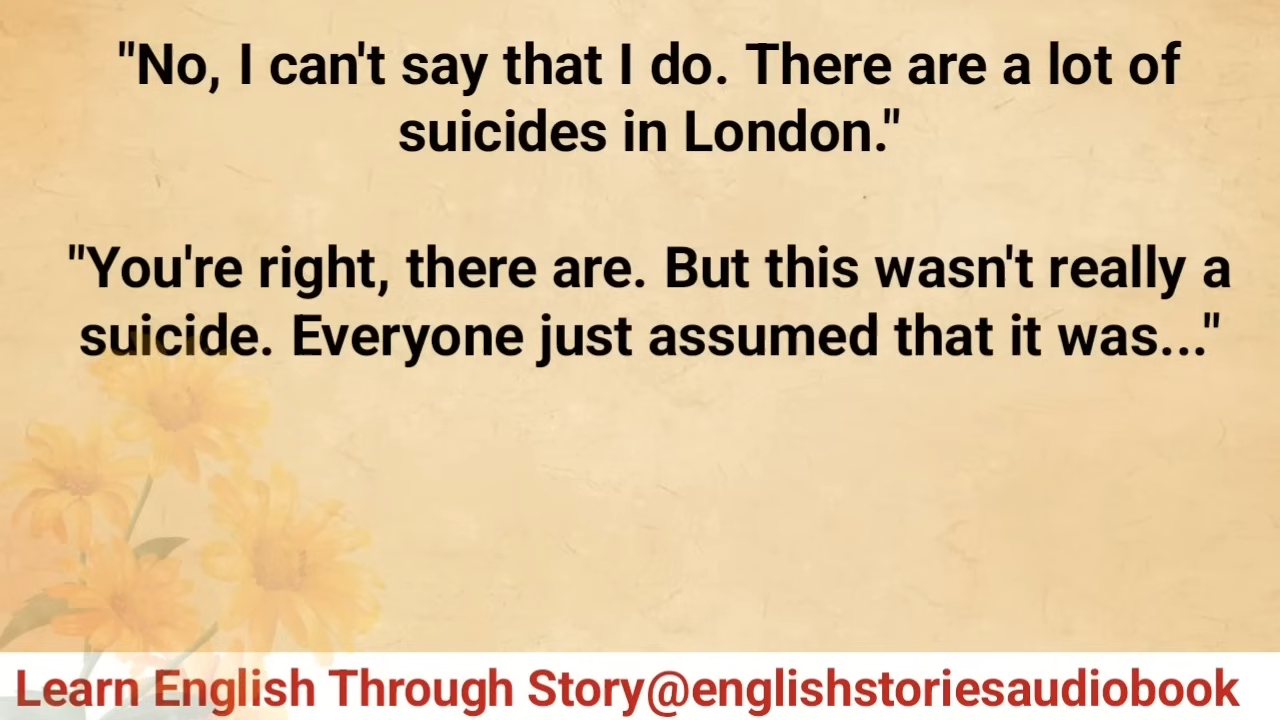 "No, I can't say that I do. There are a lot of
suicides in London."
"You're right, there are. But this wasn't really a
suicide. Everyone just assumed that it was..."
Learn English Through Story@englishstoriesaudiobook